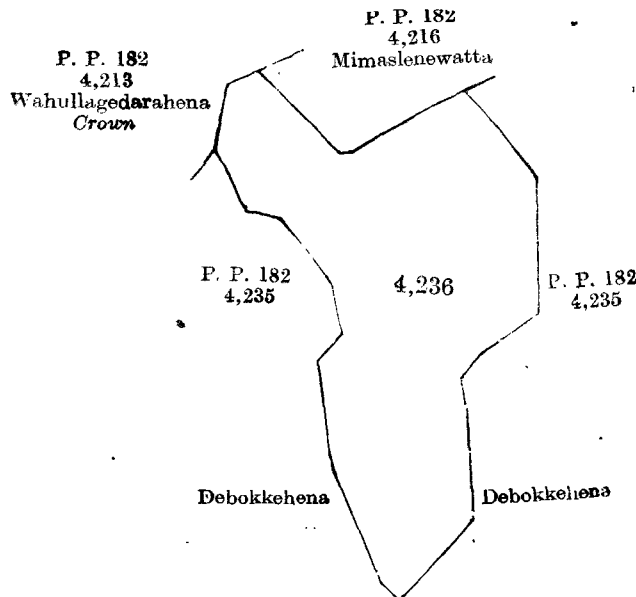 P. P. 182
4,216
Mimaslenewatta
P. P. 182
4,213
Wahullagedarahena
Crown
P. P. 182
4,235
4,236
P. P. 182
4,235
Debokkehena
Debokkehena